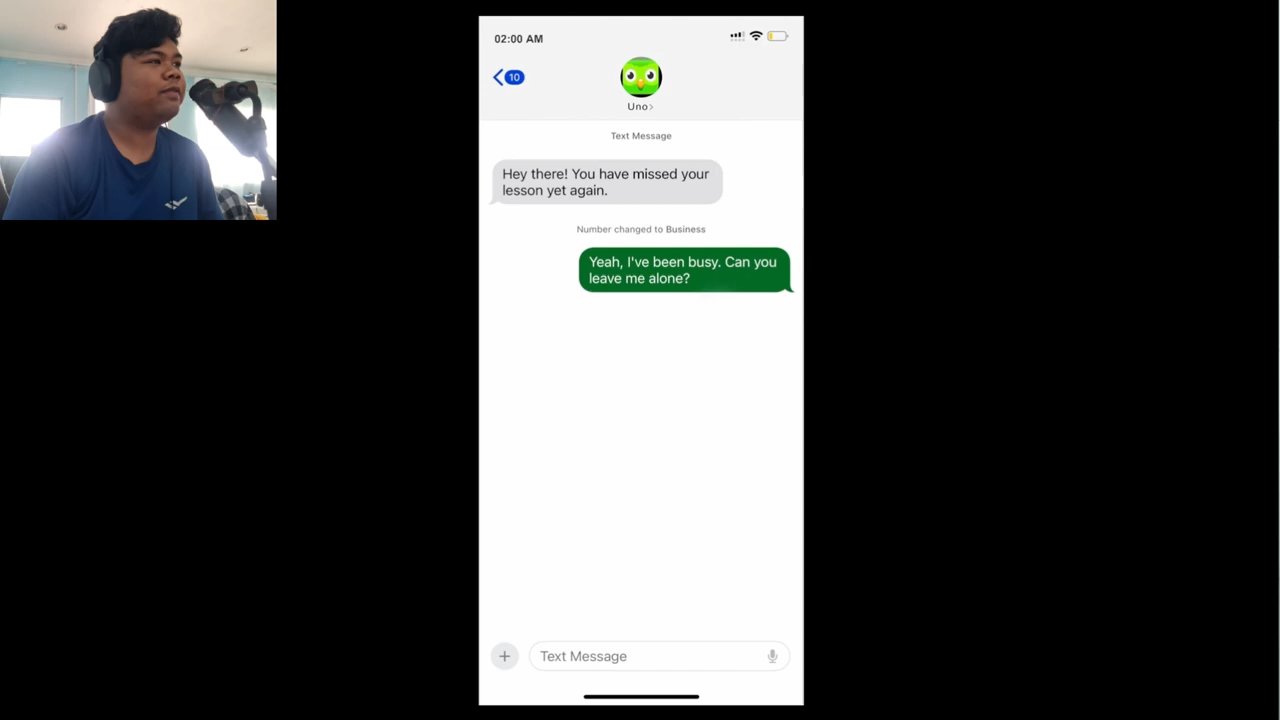 02:00 AM
10
Uno
Text Message
Hey there! You have missed your
lesson yet again.
Number changed to Business
Yeah, I've been busy. Can you
leave me alone?
Text Message